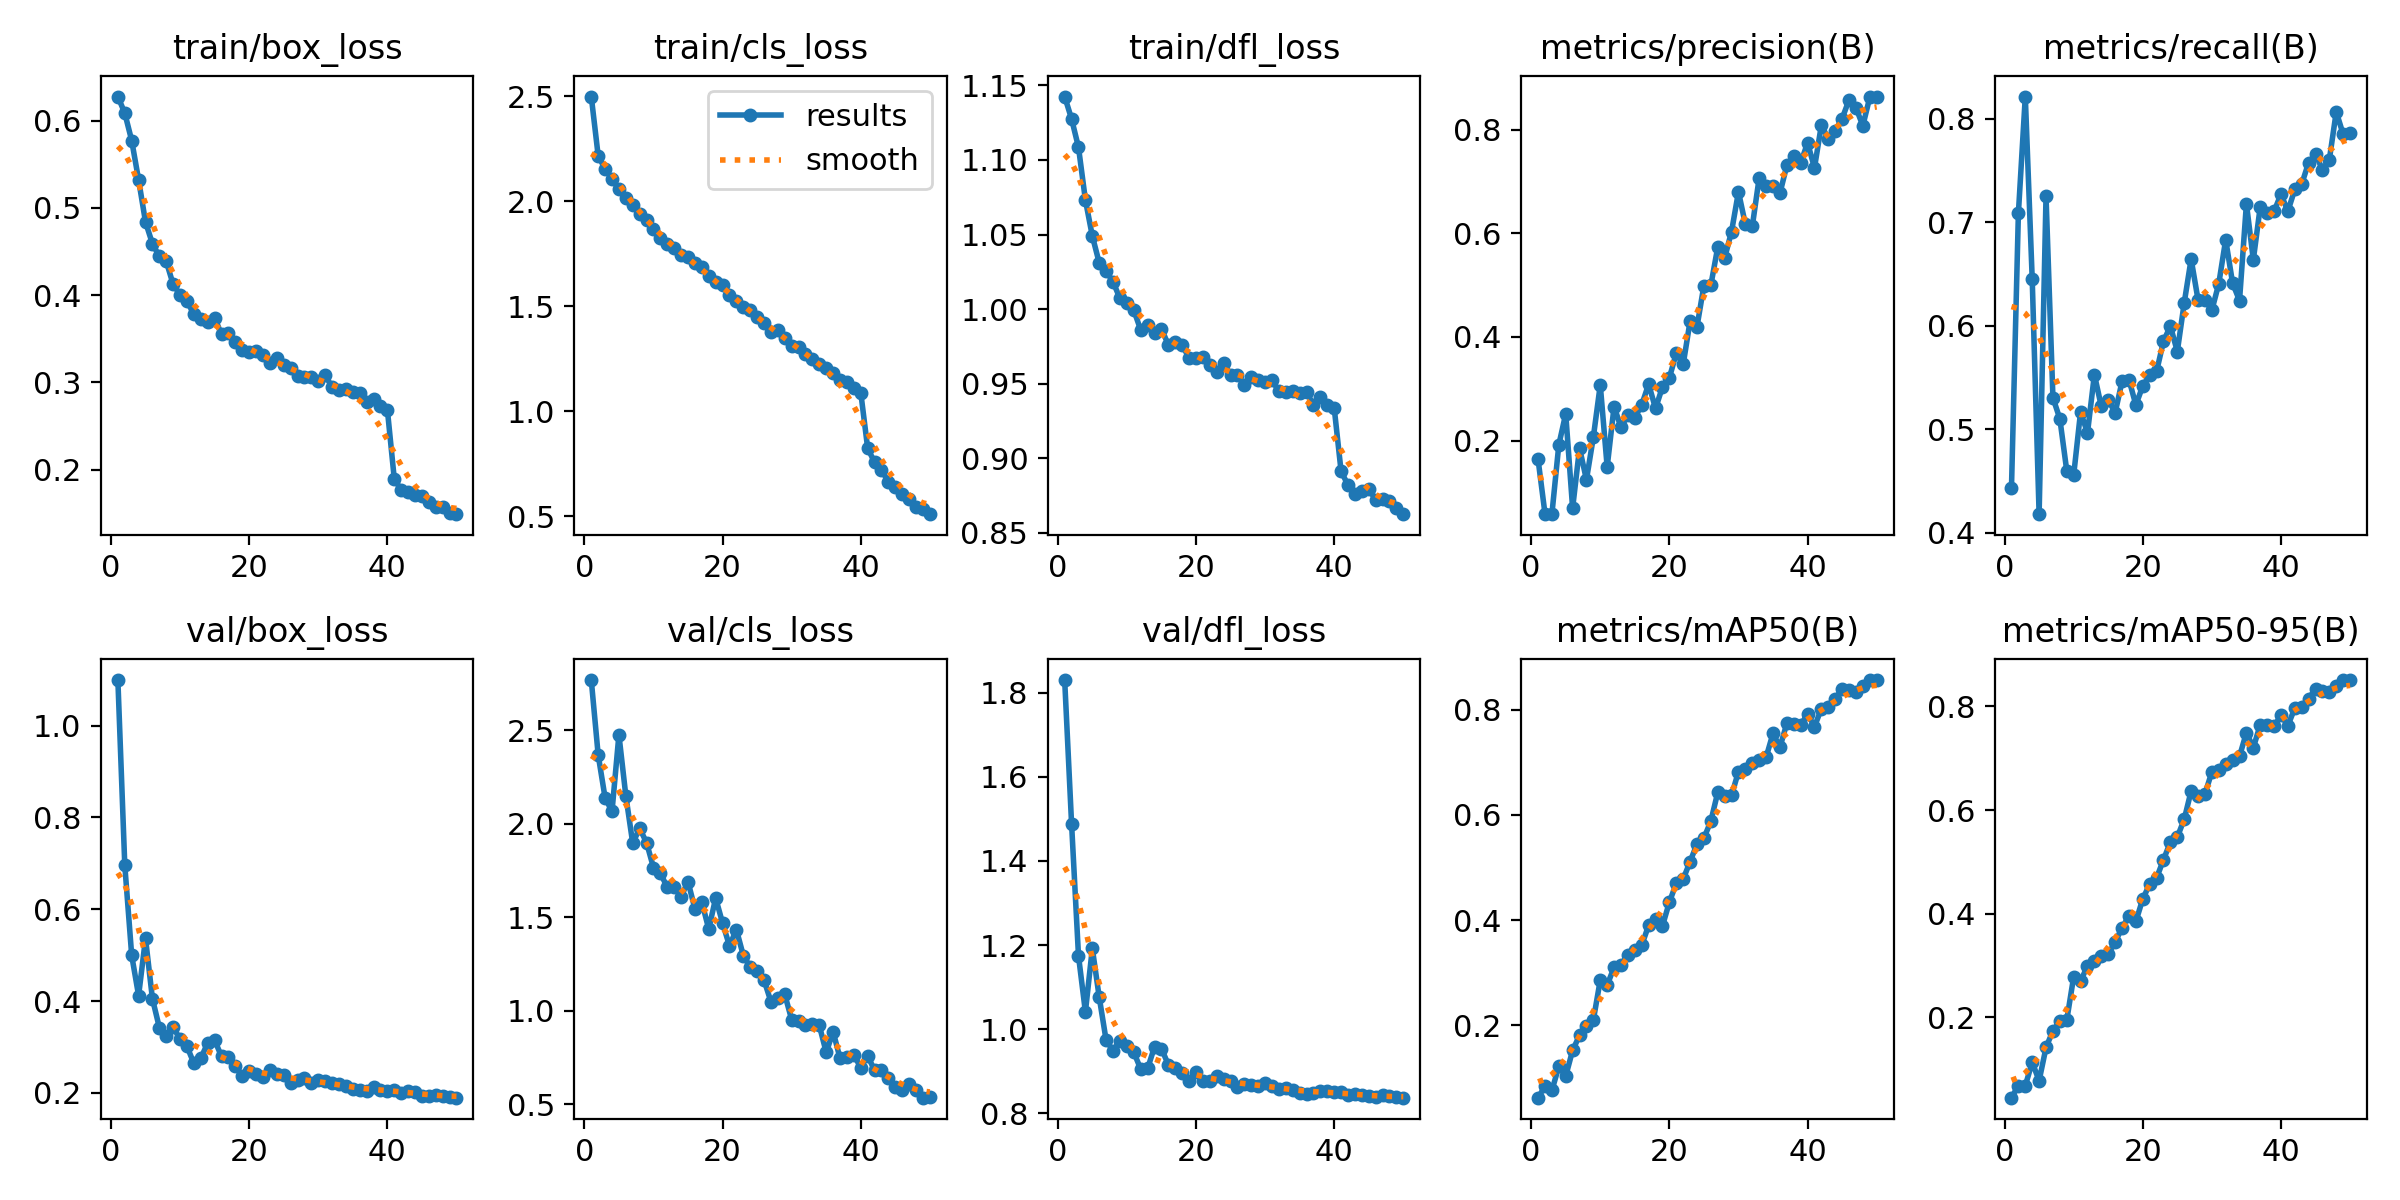 train/box_loss
0.6
0.5
0.4
0.3
0.2
0 20 40
train/cls_loss
results
smooth
2.5
2.0
1.5
1.0
0.5
0 20 40
train/dfl_loss
1.15
1.10
1.05
1.00
0.95
0.90
0.85
0 20 40
metrics/precision(B)
0.8
0.6
0.4
0.2
0 20 40
metrics/recall(B)
0.8
0.7
0.6
0.5
0.4
0 20 40
val/box_loss
1.0
0.8
0.6
0.4
0.2
0 20 40
val/cls_loss
2.5
2.0
1.5
1.0
0.5
0 20 40
val/dfl_loss
1.8
1.6
1.4
1.2
1.0
0.8
0 20 40
metrics/mAP50(B)
0.8
0.6
0.4
0.2
0 20 40
metrics/mAP50-95(B)
0.8
0.6
0.4
0.2
0 20 40